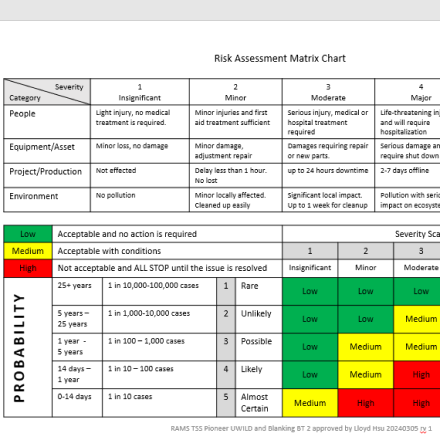 Risk Assessment Matrix Chart
Severity 1 2 3 4
Category Insignificant Minor Moderate Major
People Light injury, no medical Minor injuries and first Serious injury, medical or Life-threatening
treatment is required. aid treatment sufficient hospital treatment and will require
required hospitalization
Equipment/Asset Minor loss, no damage Minor damage, Damages requiring repair Serious damage
adjustment repair or new parts. require shut down
Project/Production Not effected Delay less than 1 hour. up to 24 hours downtime 2-7 days offline
No lost
Environment No pollution Minor locally affected. Significant local impact. Pollution with
Cleaned up easily Up to 1 week for cleanup impact on
Low Acceptable and no action is required Severity
Medium Acceptable with conditions 1 2 3
High Not acceptable and ALL STOP until the issue is resolved Insignificant Minor Moderate
PROBABILITY
25+ years 1 in 10,000-100,000 cases 1 Rare Low Low Low
5 years – 1 in 1,000-10,000 cases 2 Unlikely Low Low Medium
25 years
1 year - 1 in 100 – 1,000 cases 3 Possible Low Medium Medium
5 years
14 days – 1 in 10 – 100 cases 4 Likely Low Medium High
1 year
0-14 days 1 in 10 cases 5 Almost Medium High High
Certain
RAMS TSS Pioneer UWILD and Blanking BT 2 approved by Lloyd Hsu 20240305 rv 1